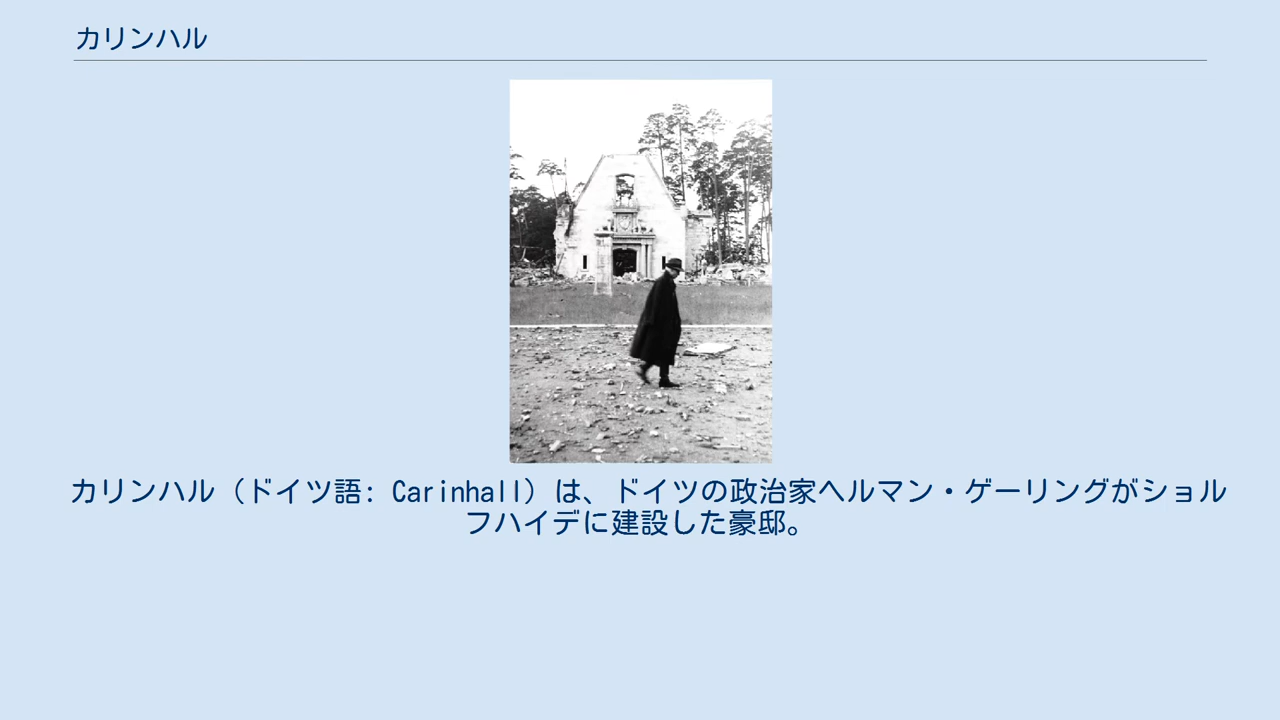 カリンハル
カリンハル（ドイツ語: Carinhall）は、ドイツの政治家ヘルマン・ゲーリングがショル
フハイデに建設した豪邸。